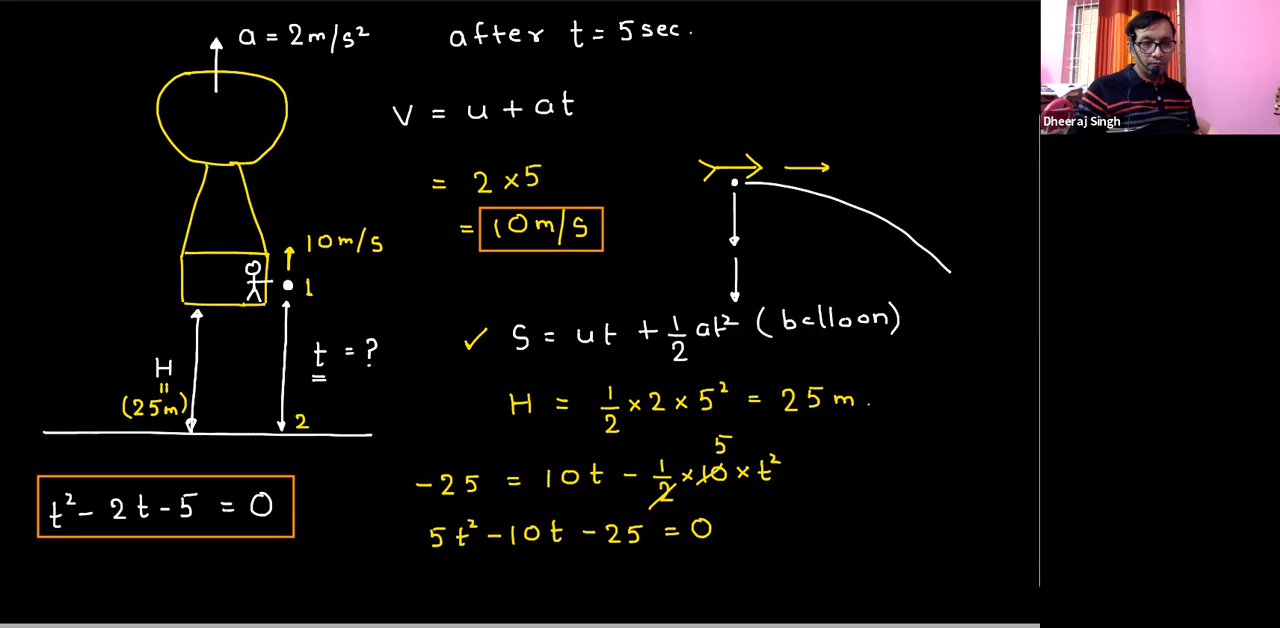 a = 2m/s²
after t = 5 sec.
v = u + at
= 2 × 5
= 10m/s
10m/s
1
t = ?
H
=
(25m)
2
✓ S = ut + 1/2 at² (balloon)
H = 1/2 × 2 × 5² = 25 m.
5
-25 = 10t - 1/2 × 10 × t²
5t² - 10t - 25 = 0
t² - 2t - 5 = 0
Dheeraj Singh